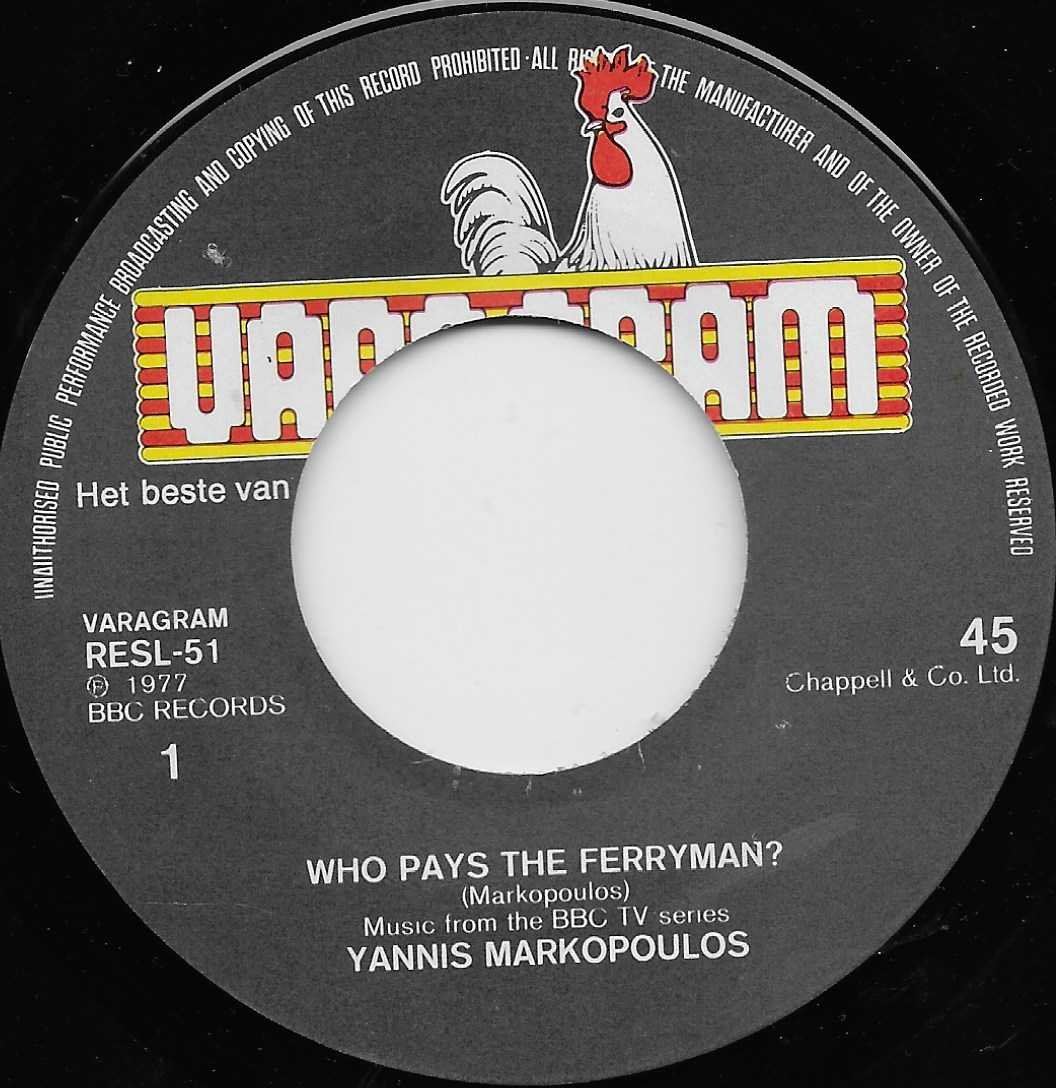 UNAUTHORISED PUBLIC PERFORMANCE BROADCASTING AND COPYING OF THIS RECORD PROHIBITED · ALL THE MANUFACTURER AND OF THE OWNER OF THE RECORDED WORK RESERVED
Het beste van
VARAGRAM
RESL-51
℗ 1977
BBC RECORDS
1
45
Chappell & Co. Ltd.
WHO PAYS THE FERRYMAN?
(Markopoulos)
Music from the BBC TV series
YANNIS MARKOPOULOS